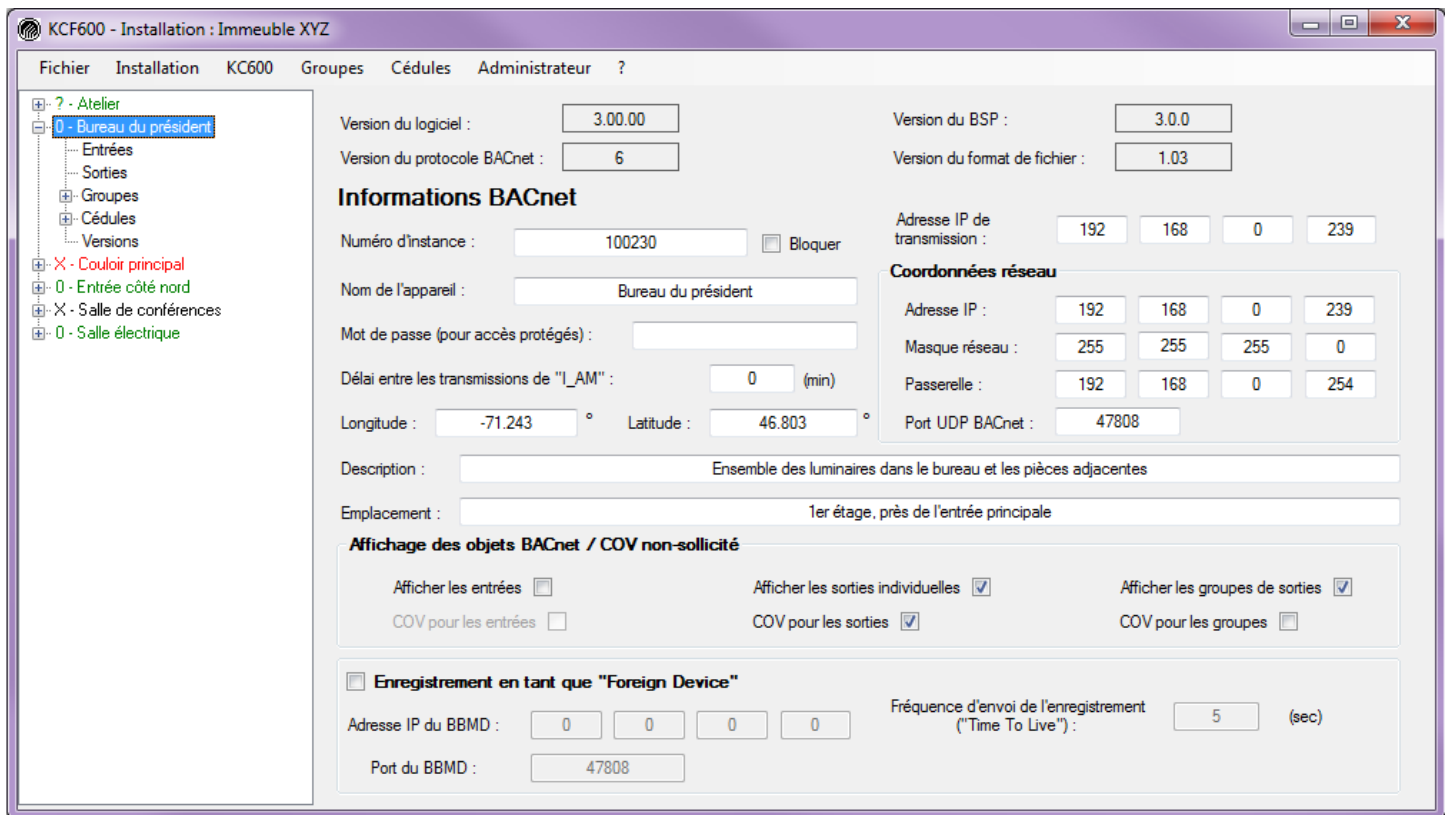 KCF600 - Installation : Immeuble XYZ
Fichier Installation KC600 Groupes Cédules Administrateur ?
? - Atelier
0 - Bureau du président
Entrées
Sorties
Groupes
Cédules
Versions
X - Couloir principal
0 - Entrée côté nord
X - Salle de conférences
0 - Salle électrique
Version du logiciel : 3.00.00 Version du BSP : 3.0.0
Version du protocole BACnet : 6 Version du format de fichier : 1.03
Informations BACnet
Numéro d'instance : 100230 Bloquer
Nom de l'appareil : Bureau du président
Mot de passe (pour accès protégés) :
Délai entre les transmissions de "I_AM" : 0 (min)
Longitude : -71.243 ° Latitude : 46.803 °
Adresse IP de
transmission : 192 168 0 239
Coordonnées réseau
Adresse IP : 192 168 0 239
Masque réseau : 255 255 255 0
Passerelle : 192 168 0 254
Port UDP BACnet : 47808
Description : Ensemble des luminaires dans le bureau et les pièces adjacentes
Emplacement : 1er étage, près de l'entrée principale
Affichage des objets BACnet / COV non-sollicité
Afficher les entrées Afficher les sorties individuelles Afficher les groupes de sorties
COV pour les entrées COV pour les sorties COV pour les groupes
Enregistrement en tant que "Foreign Device"
Adresse IP du BBMD : 0 0 0 0
Port du BBMD : 47808
Fréquence d'envoi de l'enregistrement
("Time To Live") : 5 (sec)